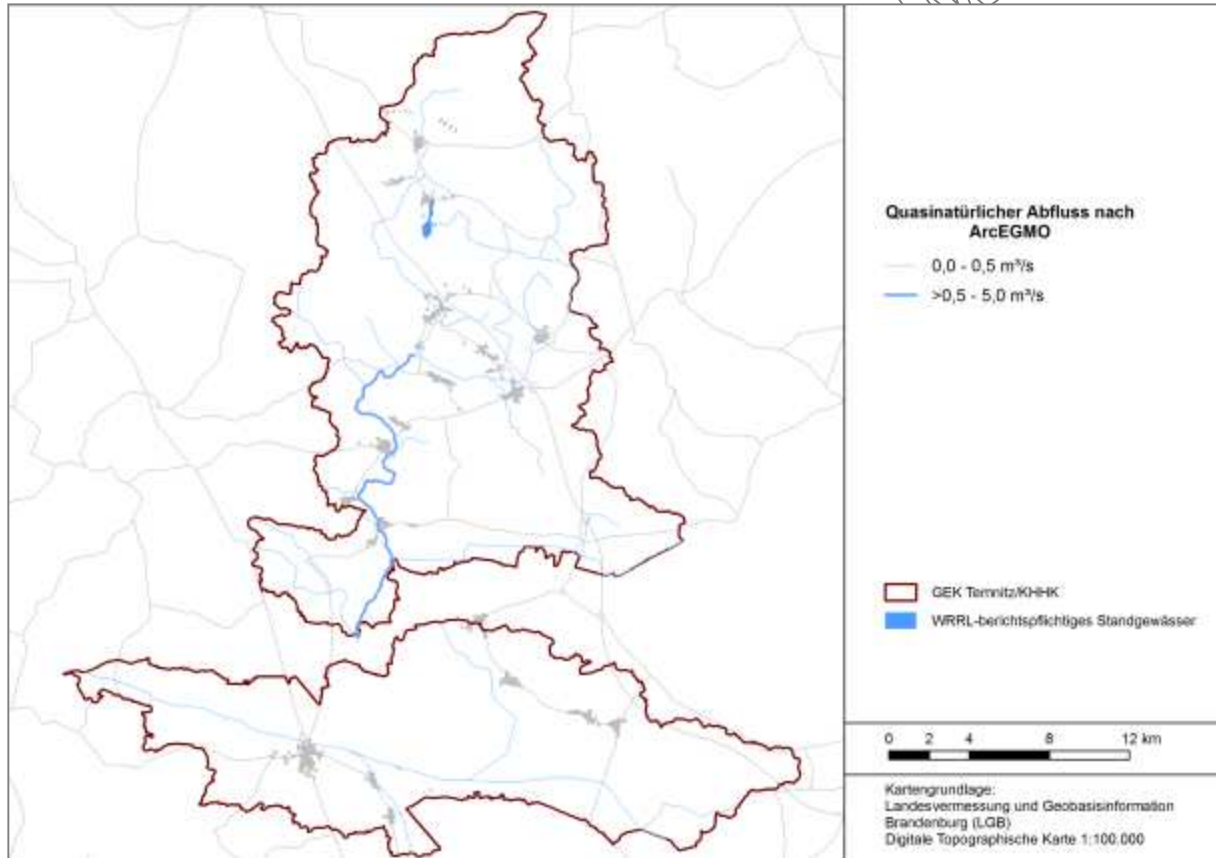 Quasinatürlicher Abfluss nach
ArcEGMO
0,0 - 0,5 m³/s
>0,5 - 5,0 m³/s
GEK Temnitz/KHHK
WRRL-berichtspflichtiges Standgewässer
0 2 4 8 12 km
Kartengrundlage:
Landesvermessung und Geobasisinformation
Brandenburg (LGB)
Digitale Topographische Karte 1:100.000